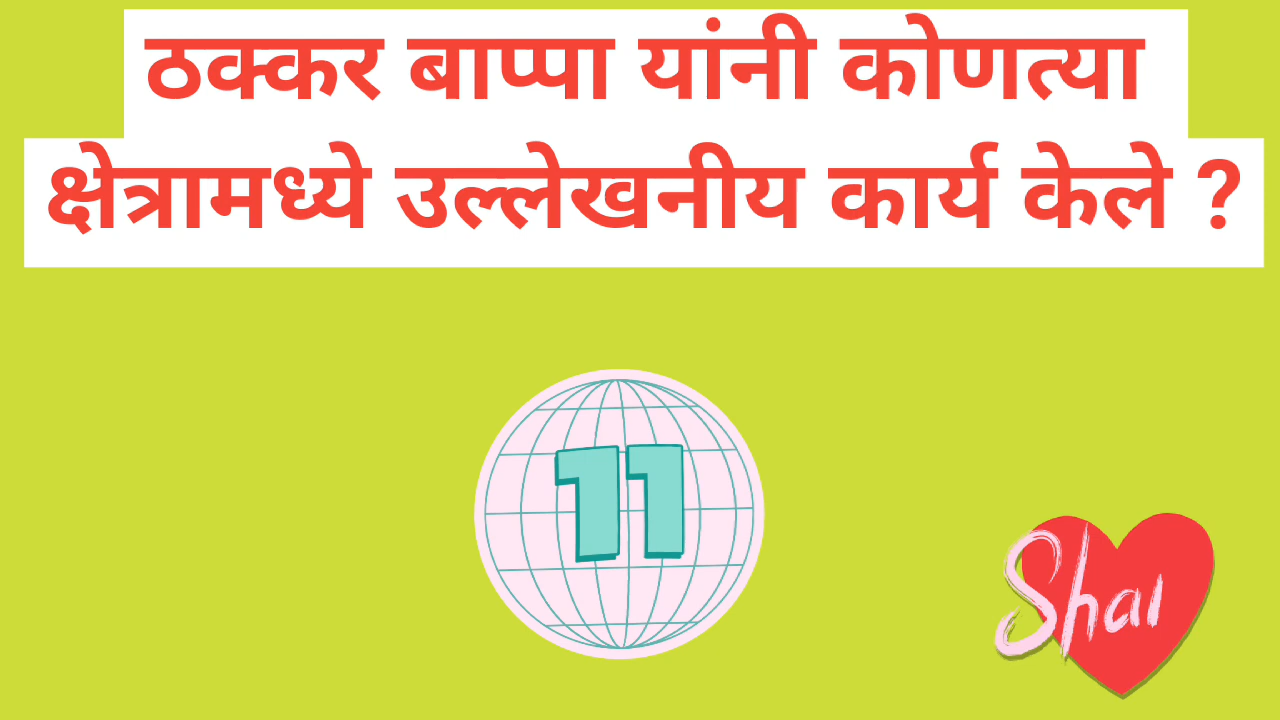 ठक्कर बाप्पा यांनी कोणत्या
क्षेत्रामध्ये उल्लेखनीय कार्य केले ?
11
Shai